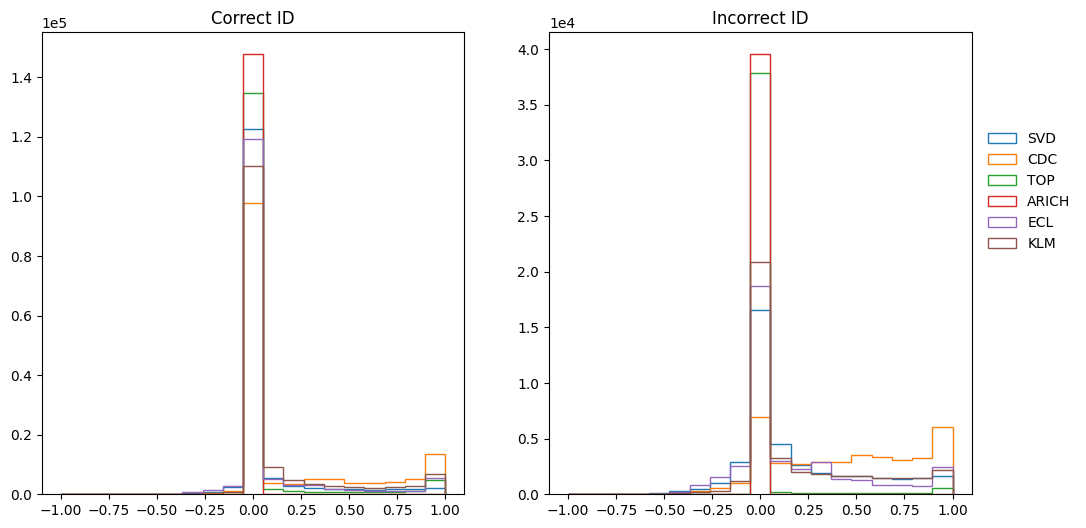 Correct ID
1e5
1.4
1.2
1.0
0.8
0.6
0.4
0.2
0.0
−1.00 −0.75 −0.50 −0.25 0.00 0.25 0.50 0.75 1.00
Incorrect ID
1e4
4.0
3.5
3.0
2.5
2.0
1.5
1.0
0.5
0.0
−1.00 −0.75 −0.50 −0.25 0.00 0.25 0.50 0.75 1.00
SVD
CDC
TOP
ARICH
ECL
KLM